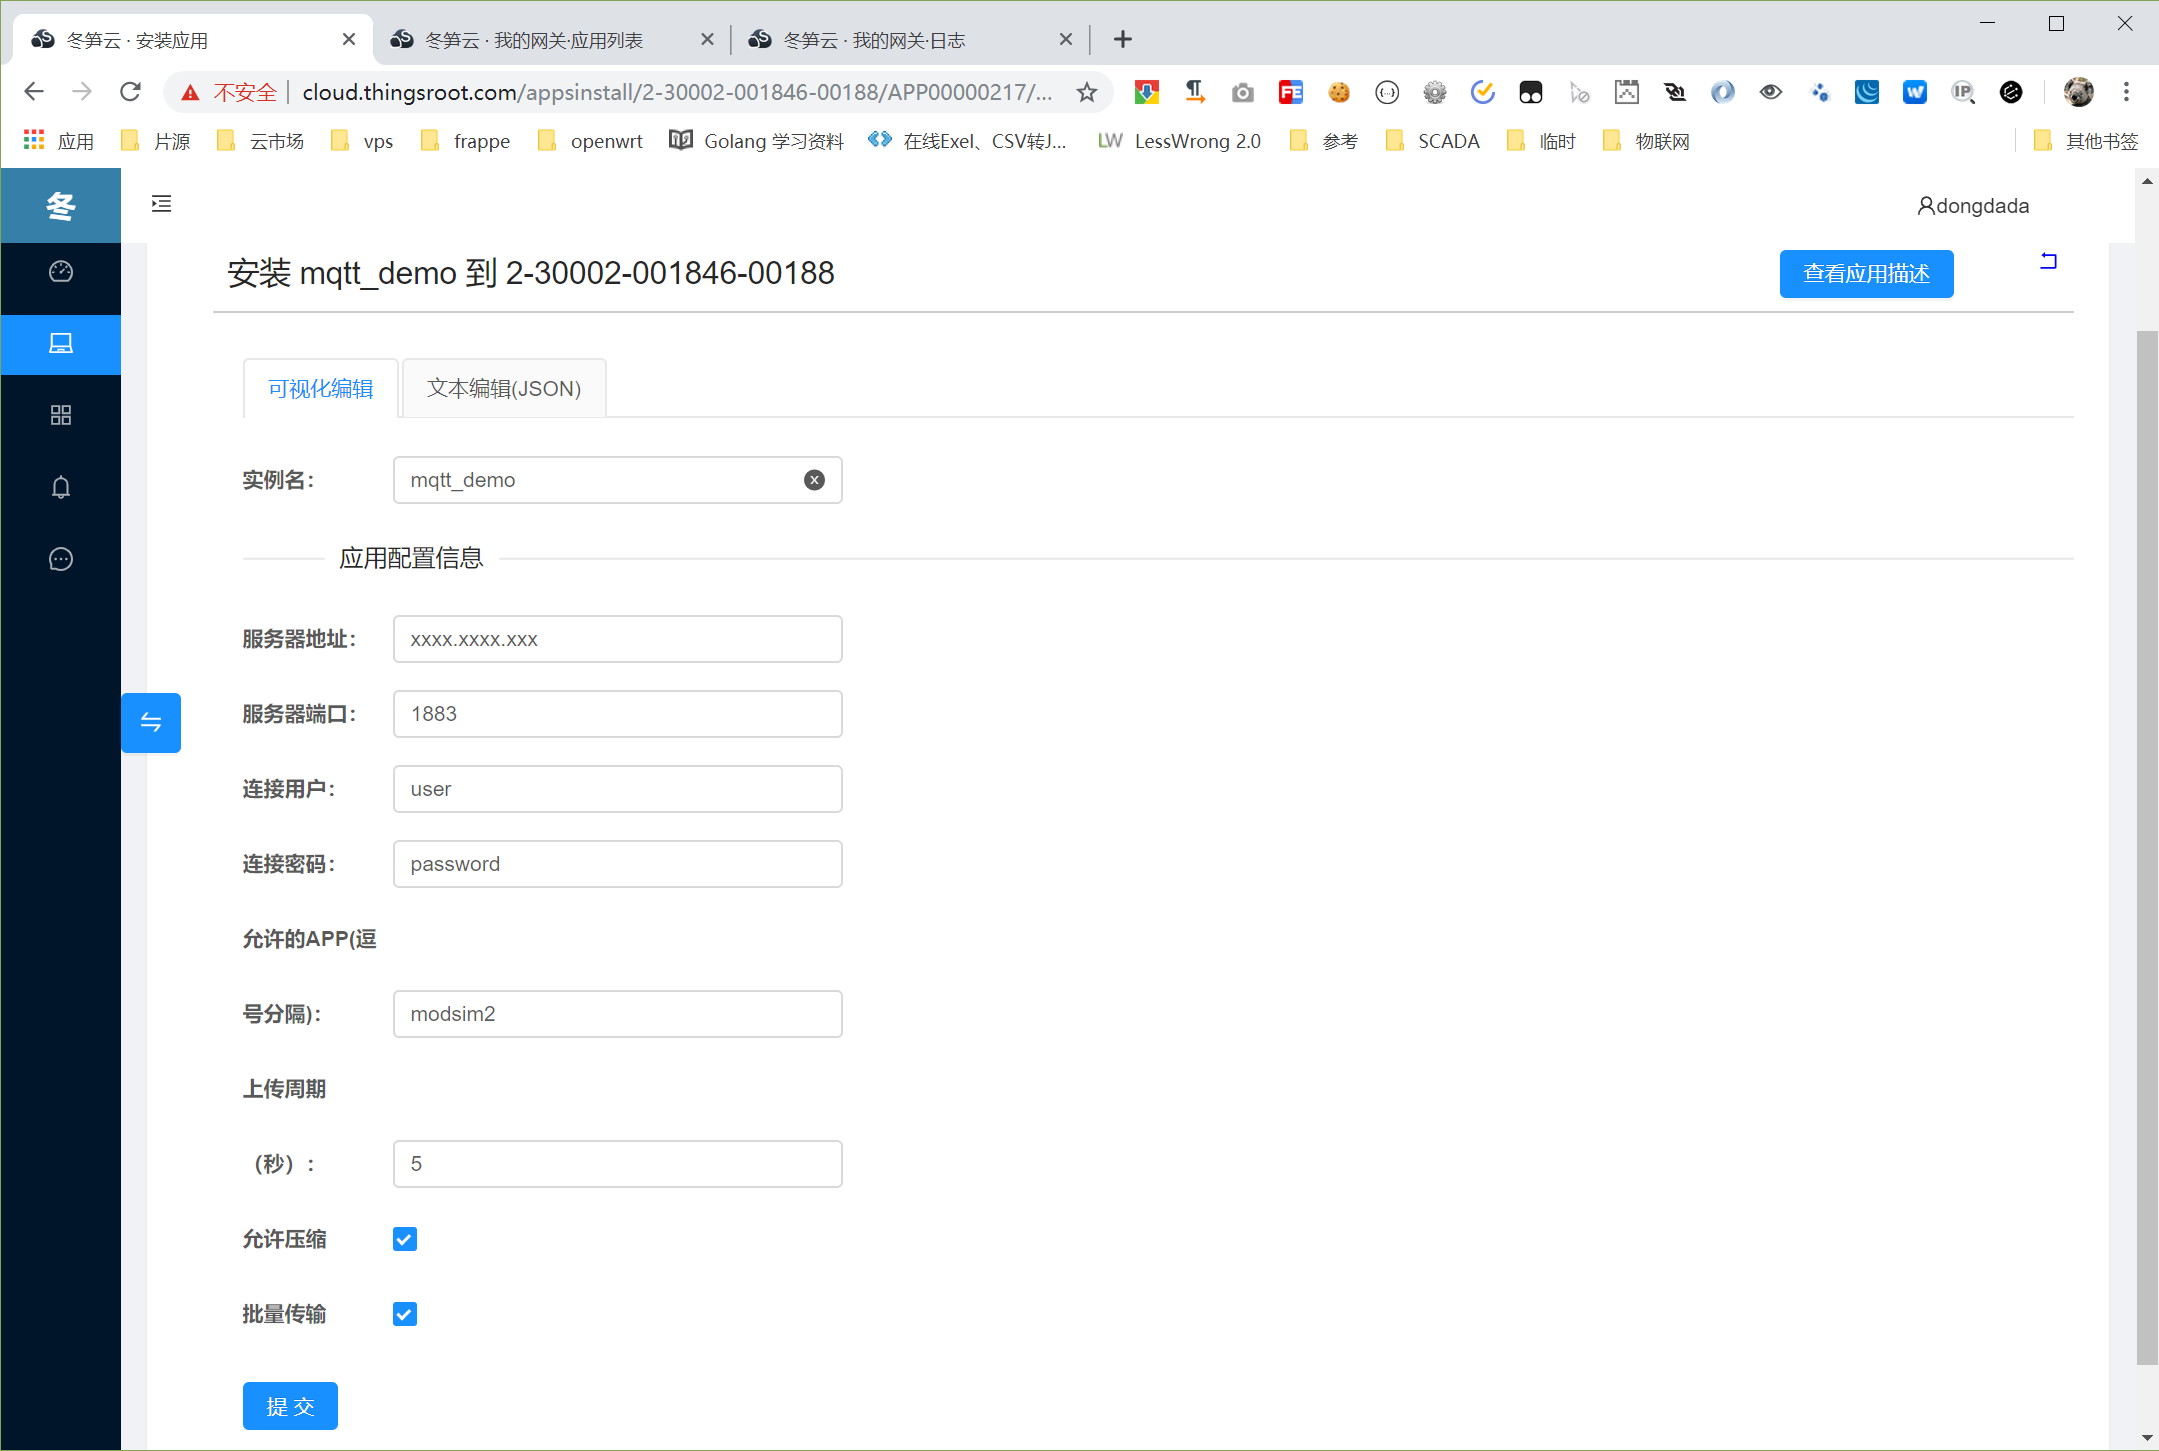 冬笋云 · 安装应用
冬笋云 · 我的网关·应用列表
冬笋云 · 我的网关·日志
不安全
cloud.thingsroot.com/appsinstall/2-30002-001846-00188/APP00000217/...
应用
片源
云市场
vps
frappe
openwrt
Golang 学习资料
在线Exel、CSV转J...
LW LessWrong 2.0
参考
SCADA
临时
物联网
其他书签
冬
dongdada
安装 mqtt_demo 到 2-30002-001846-00188
查看应用描述
可视化编辑
文本编辑(JSON)
实例名: mqtt_demo
应用配置信息
服务器地址: xxxx.xxxx.xxx
服务器端口: 1883
连接用户: user
连接密码: password
允许的APP(逗
号分隔): modsim2
上传周期
（秒）: 5
允许压缩
批量传输
提 交